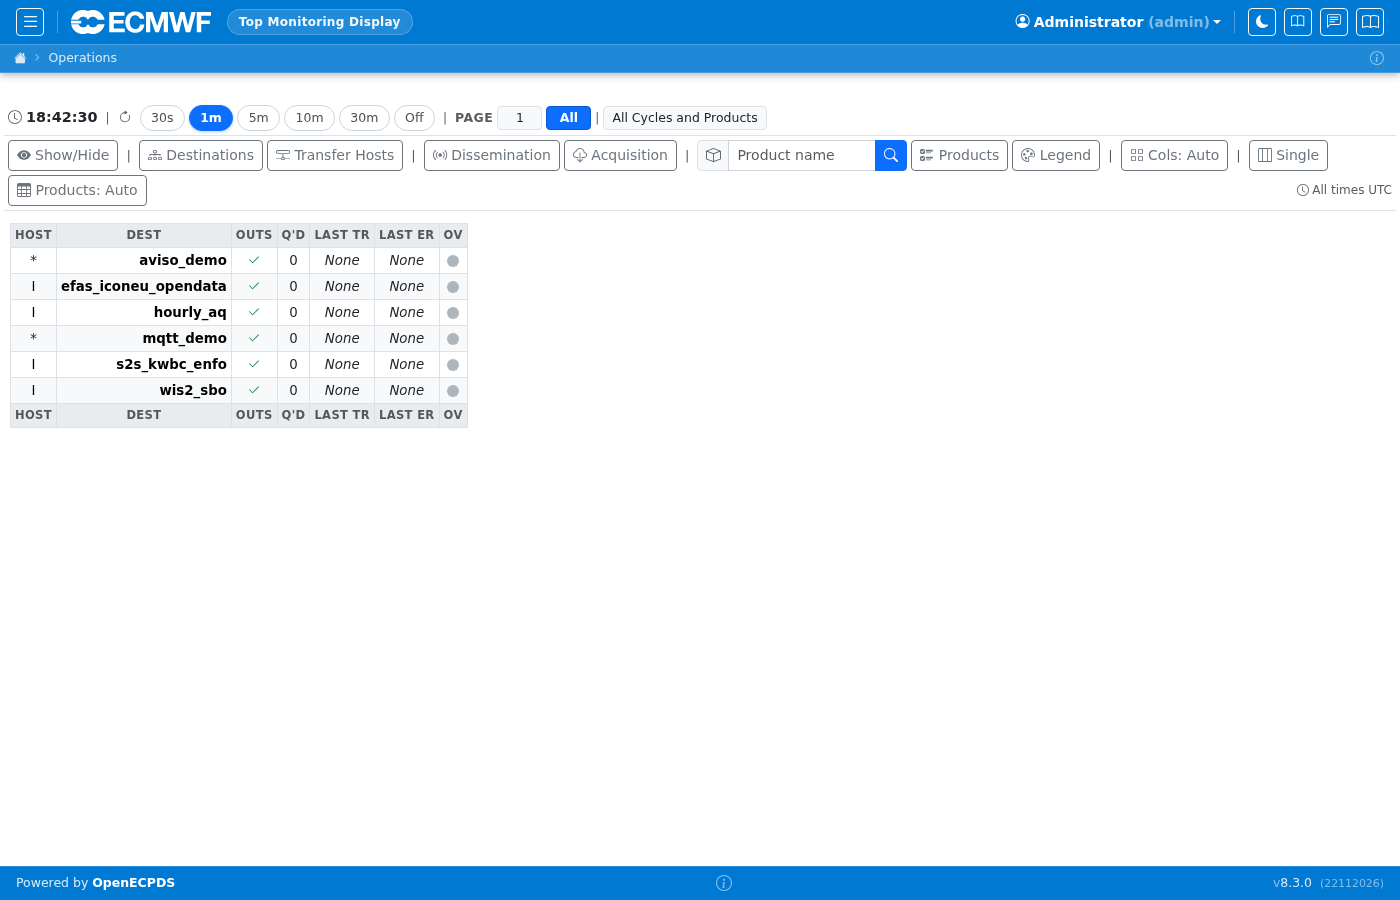 ECMWF Top Monitoring Display Administrator (admin)
Operations
18:42:30 | 30s 1m 5m 10m 30m Off | PAGE 1 All | All Cycles and Products
Show/Hide | Destinations Transfer Hosts | Dissemination Acquisition | Product name Products Legend | Cols: Auto | Single
Products: Auto All times UTC
HOST DEST OUTS Q'D LAST TR LAST ER OV
* aviso_demo 0 None None
I efas_iconeu_opendata 0 None None
I hourly_aq 0 None None
* mqtt_demo 0 None None
I s2s_kwbc_enfo 0 None None
I wis2_sbo 0 None None
HOST DEST OUTS Q'D LAST TR LAST ER OV
Powered by OpenECPDS v8.3.0 (22112026)